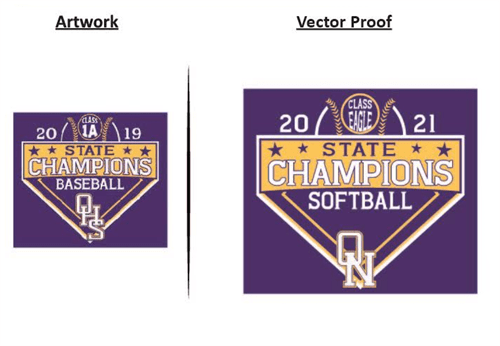 Artwork
Vector Proof
CLASS
1A
20 19
STATE
CHAMPIONS
BASEBALL
OHS
CLASS
EAGLE
20 21
STATE
CHAMPIONS
SOFTBALL
ON